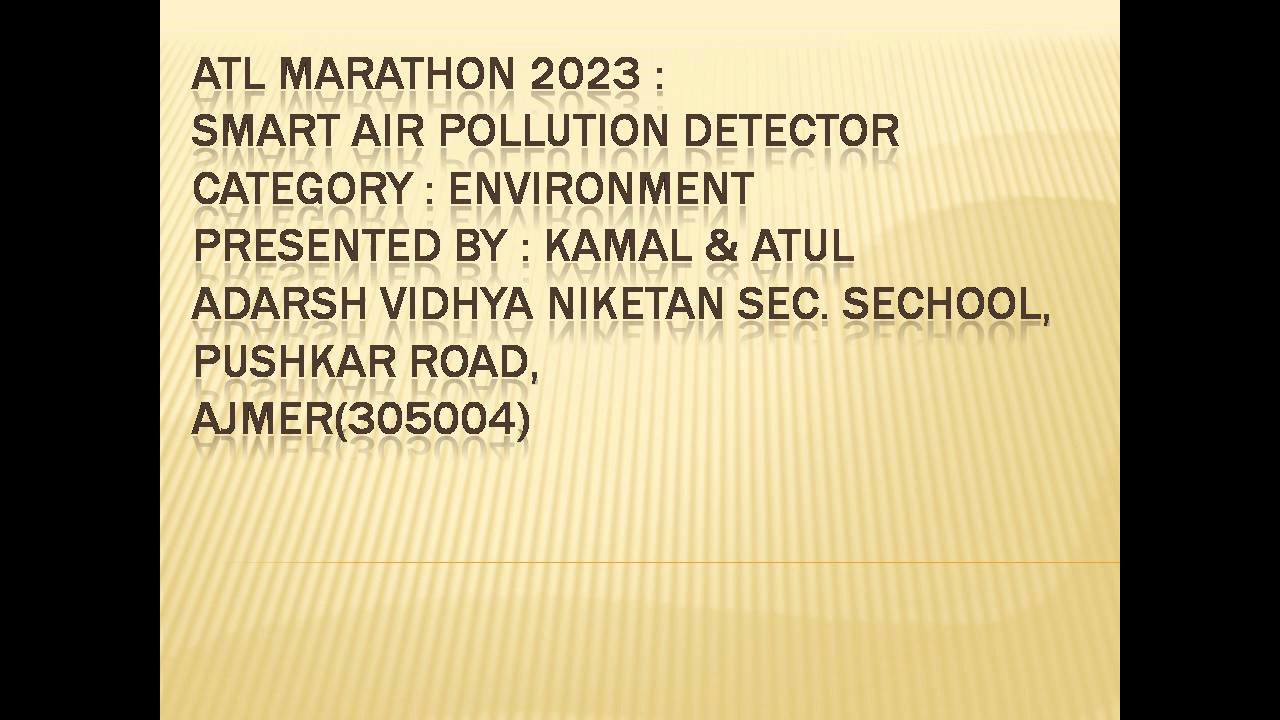 ATL MARATHON 2023 :
SMART AIR POLLUTION DETECTOR
CATEGORY : ENVIRONMENT
PRESENTED BY : KAMAL & ATUL
ADARSH VIDHYA NIKETAN SEC. SECHOOL,
PUSHKAR ROAD,
AJMER(305004)